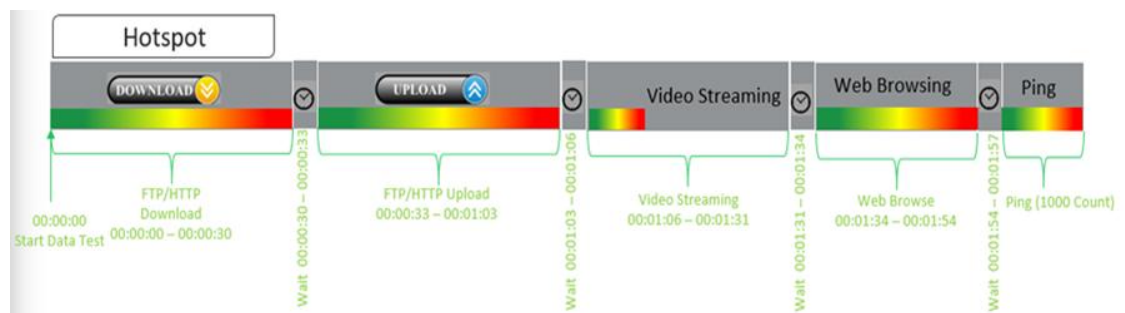 Hotspot
DOWNLOAD
UPLOAD
Video Streaming
Web Browsing
Ping
00:00:00
Start Data Test
FTP/HTTP
Download
00:00:00 – 00:00:30
Wait 00:00:30 – 00:00:33
FTP/HTTP Upload
00:00:33 – 00:01:03
Wait 00:01:03 – 00:01:06
Video Streaming
00:01:06 – 00:01:31
Wait 00:01:31 – 00:01:34
Web Browse
00:01:34 – 00:01:54
Wait 00:01:54 – 00:01:57
Ping (1000 Count)